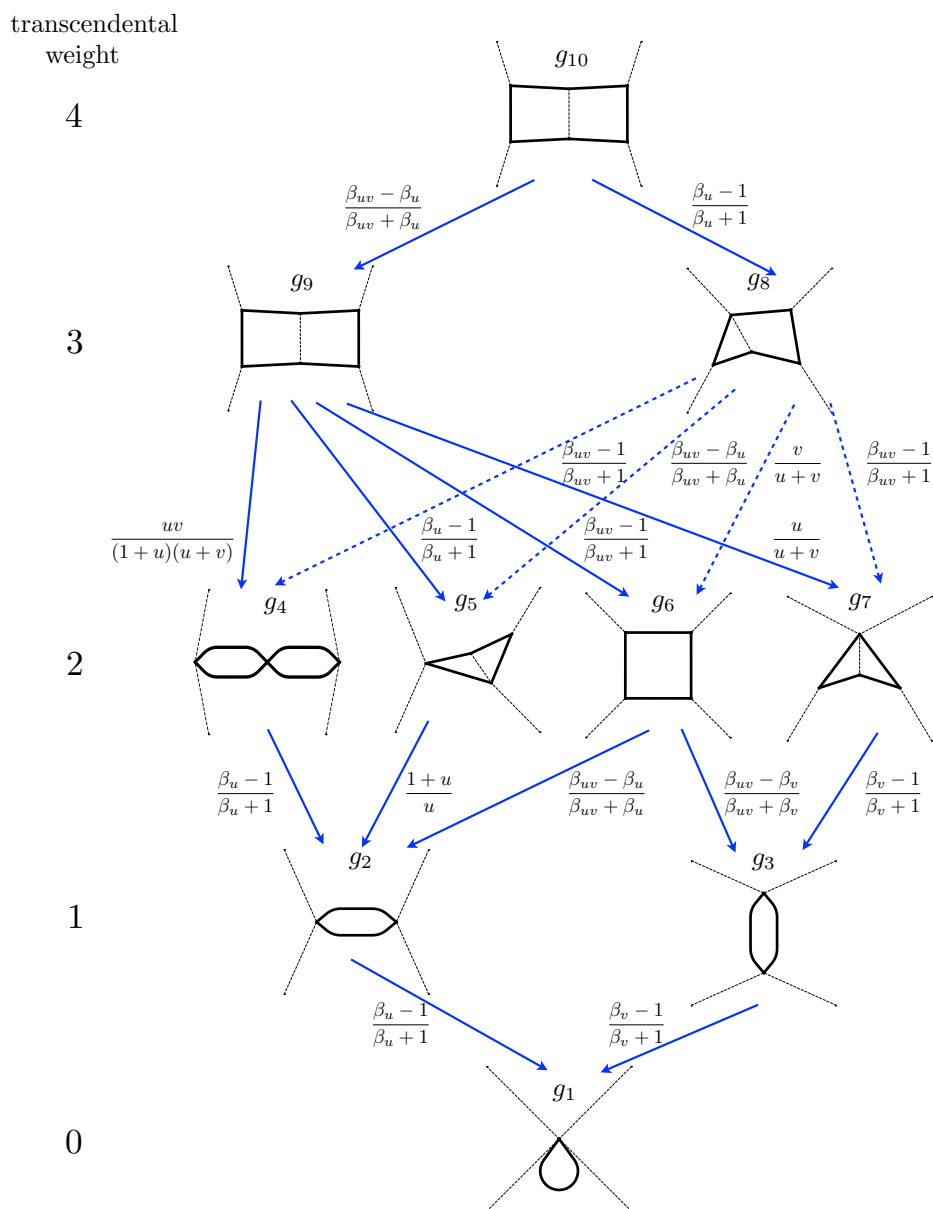 transcendental
weight
g_{10}
4
\frac{\beta_{uv} - \beta_u}{\beta_{uv} + \beta_u} \frac{\beta_u - 1}{\beta_u + 1}
g_9 g_8
3
\frac{\beta_{uv} - 1}{\beta_{uv} + 1} \frac{\beta_{uv} - \beta_u}{\beta_{uv} + \beta_u} \frac{v}{u + v} \frac{\beta_{uv} - 1}{\beta_{uv} + 1}
\frac{uv}{(1 + u)(u + v)} \frac{\beta_u - 1}{\beta_u + 1} \frac{\beta_{uv} - 1}{\beta_{uv} + 1} \frac{u}{u + v}
g_4 g_5 g_6 g_7
2
\frac{\beta_u - 1}{\beta_u + 1} \frac{1 + u}{u} \frac{\beta_{uv} - \beta_u}{\beta_{uv} + \beta_u} \frac{\beta_{uv} - \beta_v}{\beta_{uv} + \beta_v} \frac{\beta_v - 1}{\beta_v + 1}
g_2 g_3
1
\frac{\beta_u - 1}{\beta_u + 1} \frac{\beta_v - 1}{\beta_v + 1}
g_1
0